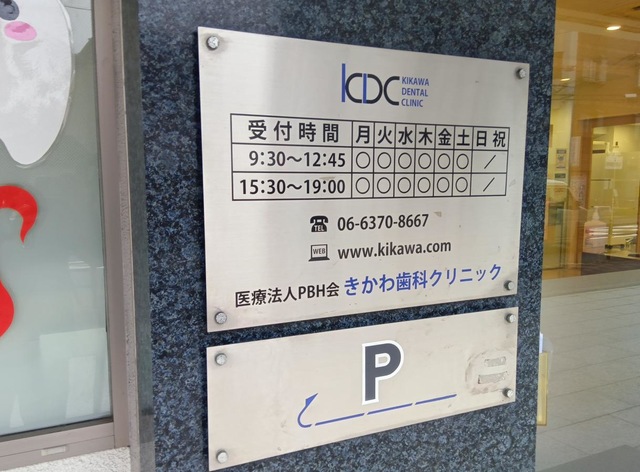 KDC KIKAWA DENTAL CLINIC
受付時間 月 火 水 木 金 土 日 祝
9:30～12:45 ○ ○ ○ ○ ○ ○ ／
15:30～19:00 ○ ○ ○ ○ ○ ○ ／
TEL 06-6370-8667
WEB www.kikawa.com
医療法人PBH会 きかわ歯科クリニック
P